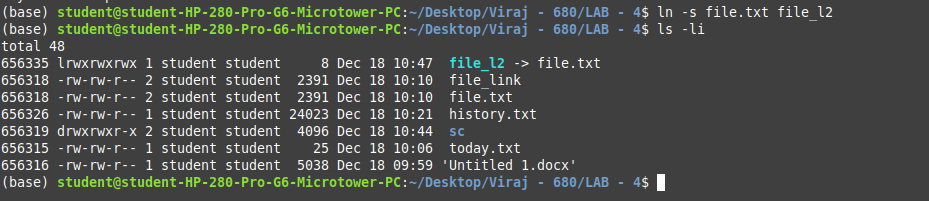 (base) student@student-HP-280-Pro-G6-Microtower-PC:~/Desktop/Viraj - 680/LAB - 4$ ln -s file.txt file_l2
(base) student@student-HP-280-Pro-G6-Microtower-PC:~/Desktop/Viraj - 680/LAB - 4$ ls -li
total 48
656335 lrwxrwxrwx 1 student student     8 Dec 18 10:47  file_l2 -> file.txt
656318 -rw-rw-r-- 2 student student  2391 Dec 18 10:10  file_link
656318 -rw-rw-r-- 2 student student  2391 Dec 18 10:10  file.txt
656326 -rw-rw-r-- 1 student student 24023 Dec 18 10:21  history.txt
656319 drwxrwxr-x 2 student student  4096 Dec 18 10:44  sc
656315 -rw-rw-r-- 1 student student    25 Dec 18 10:06  today.txt
656316 -rw-rw-r-- 1 student student  5038 Dec 18 09:59 'Untitled 1.docx'
(base) student@student-HP-280-Pro-G6-Microtower-PC:~/Desktop/Viraj - 680/LAB - 4$